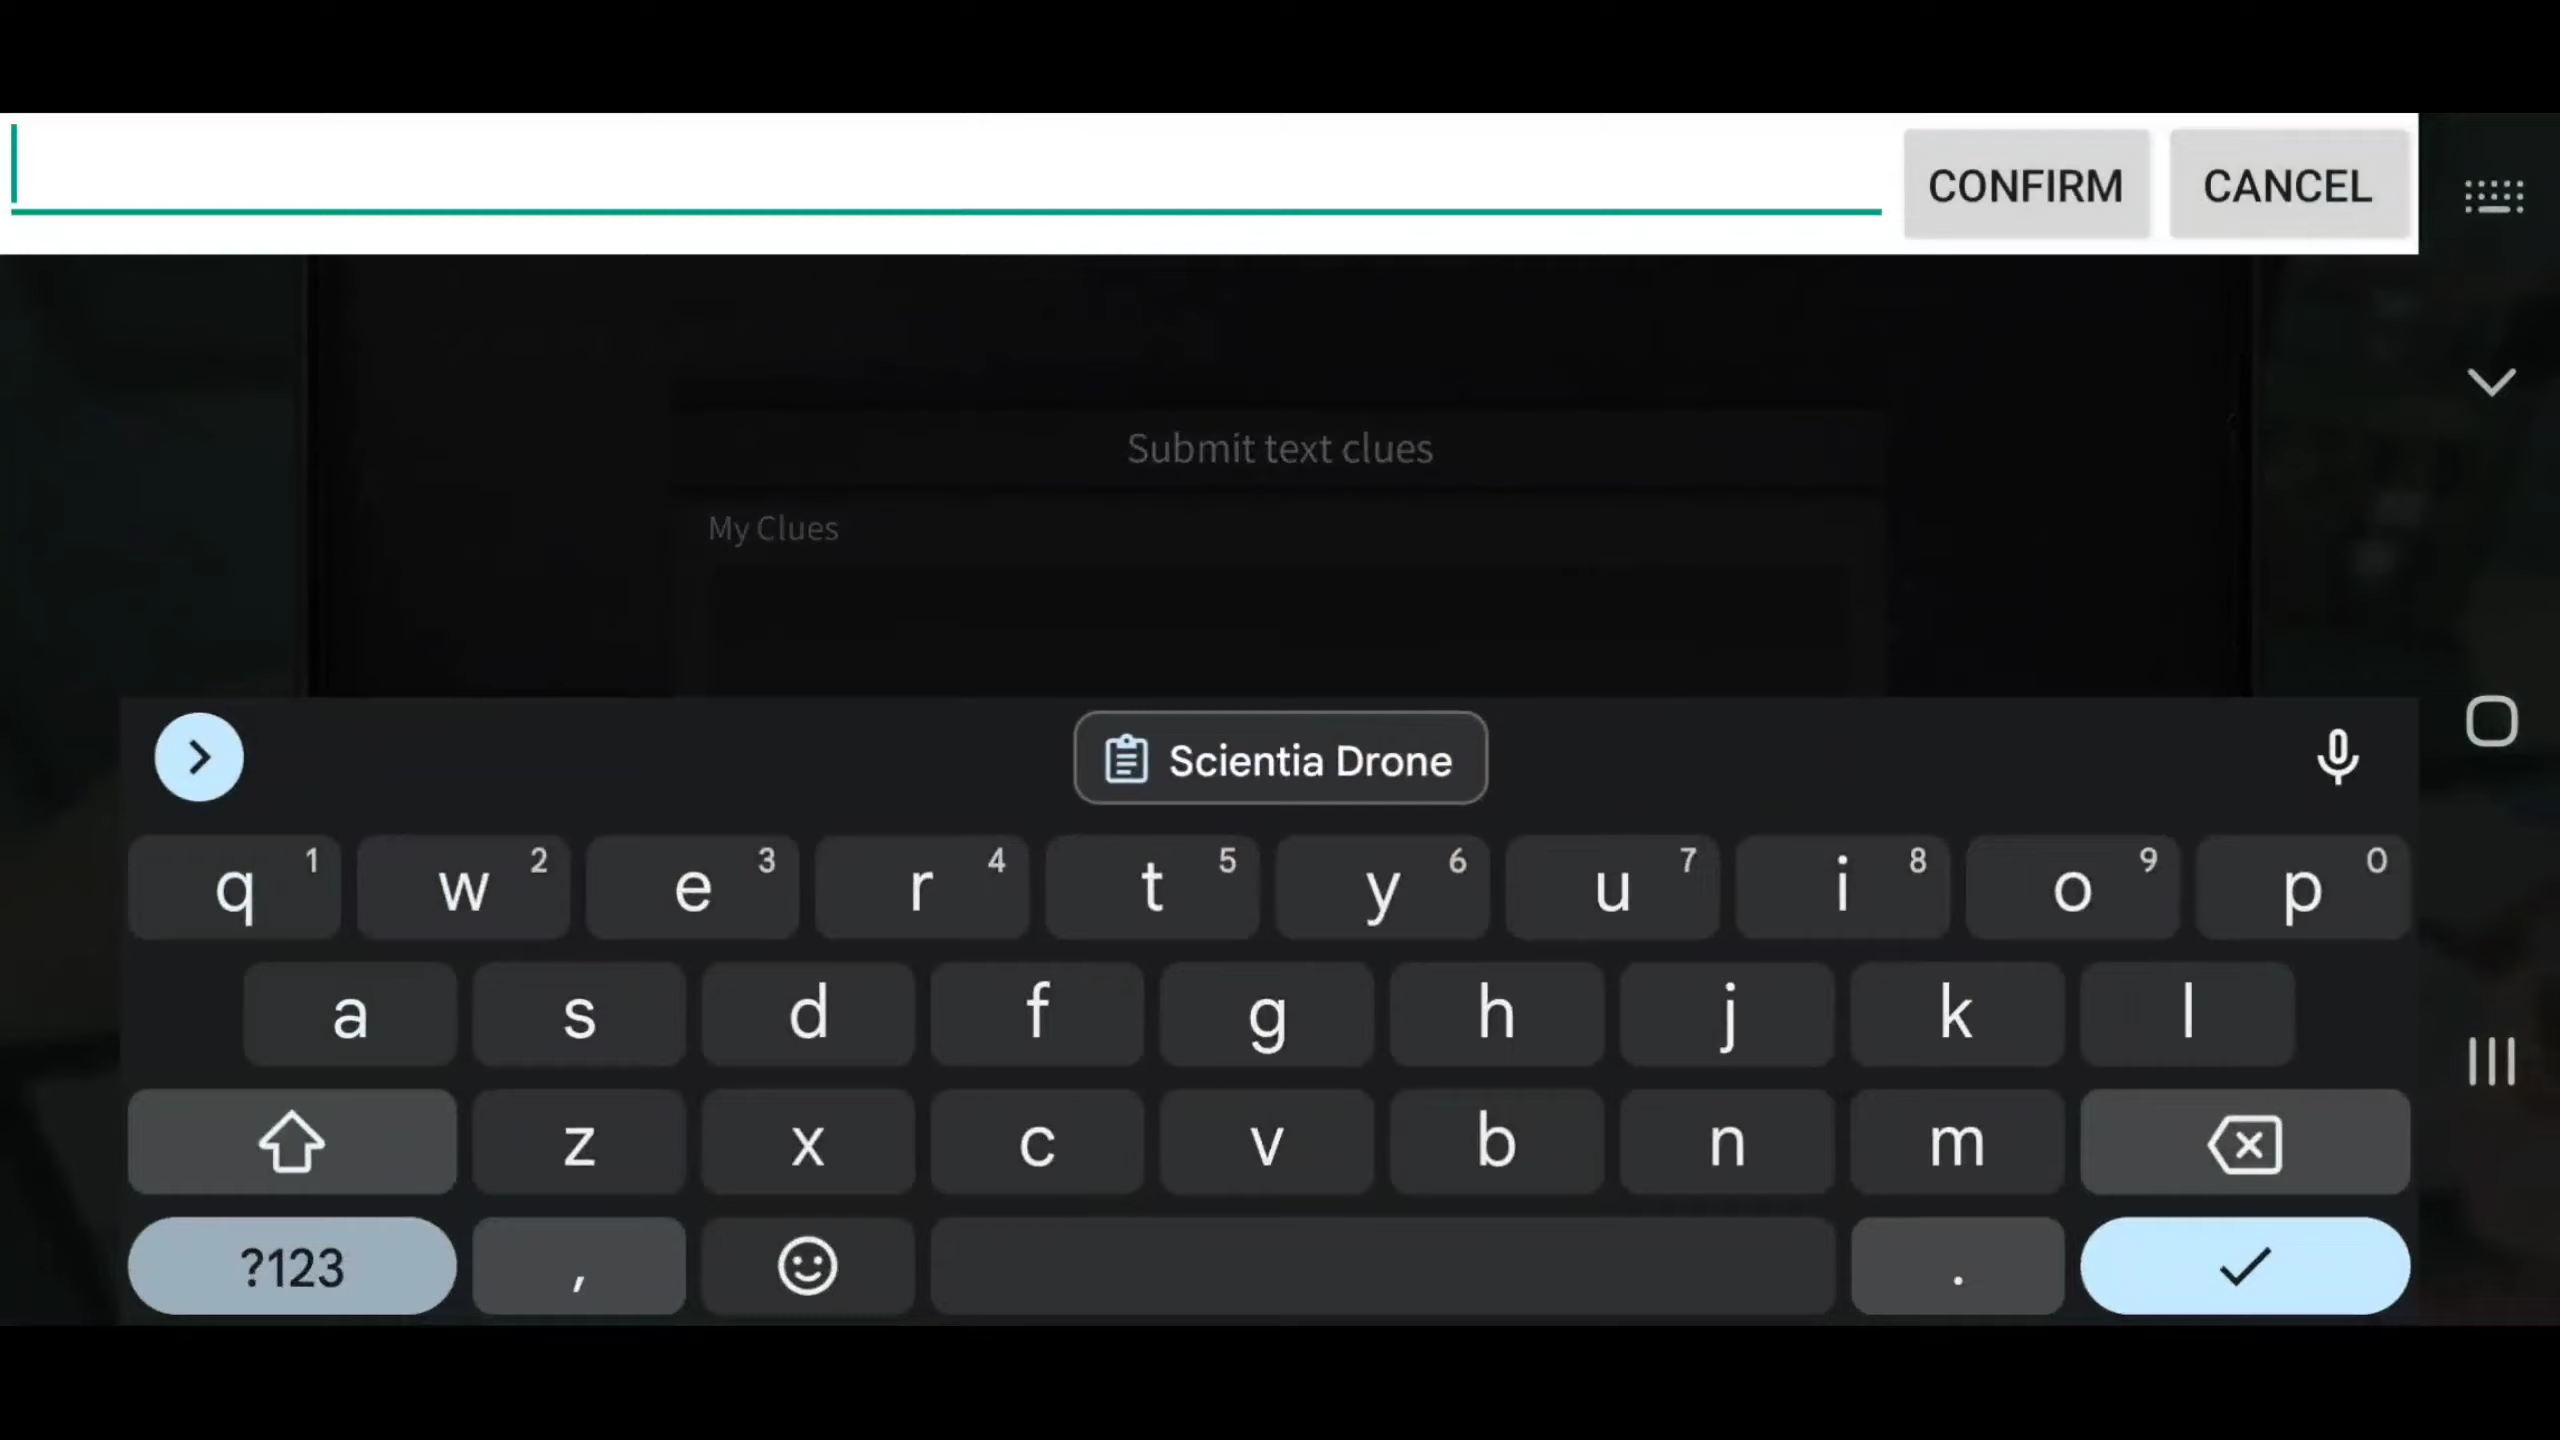 CONFIRM CANCEL
Submit text clues
My Clues
Scientia Drone
q 1 w 2 e 3 r 4 t 5 y 6 u 7 i 8 o 9 p 0
a s d f g h j k l
z x c v b n m
?123 , .